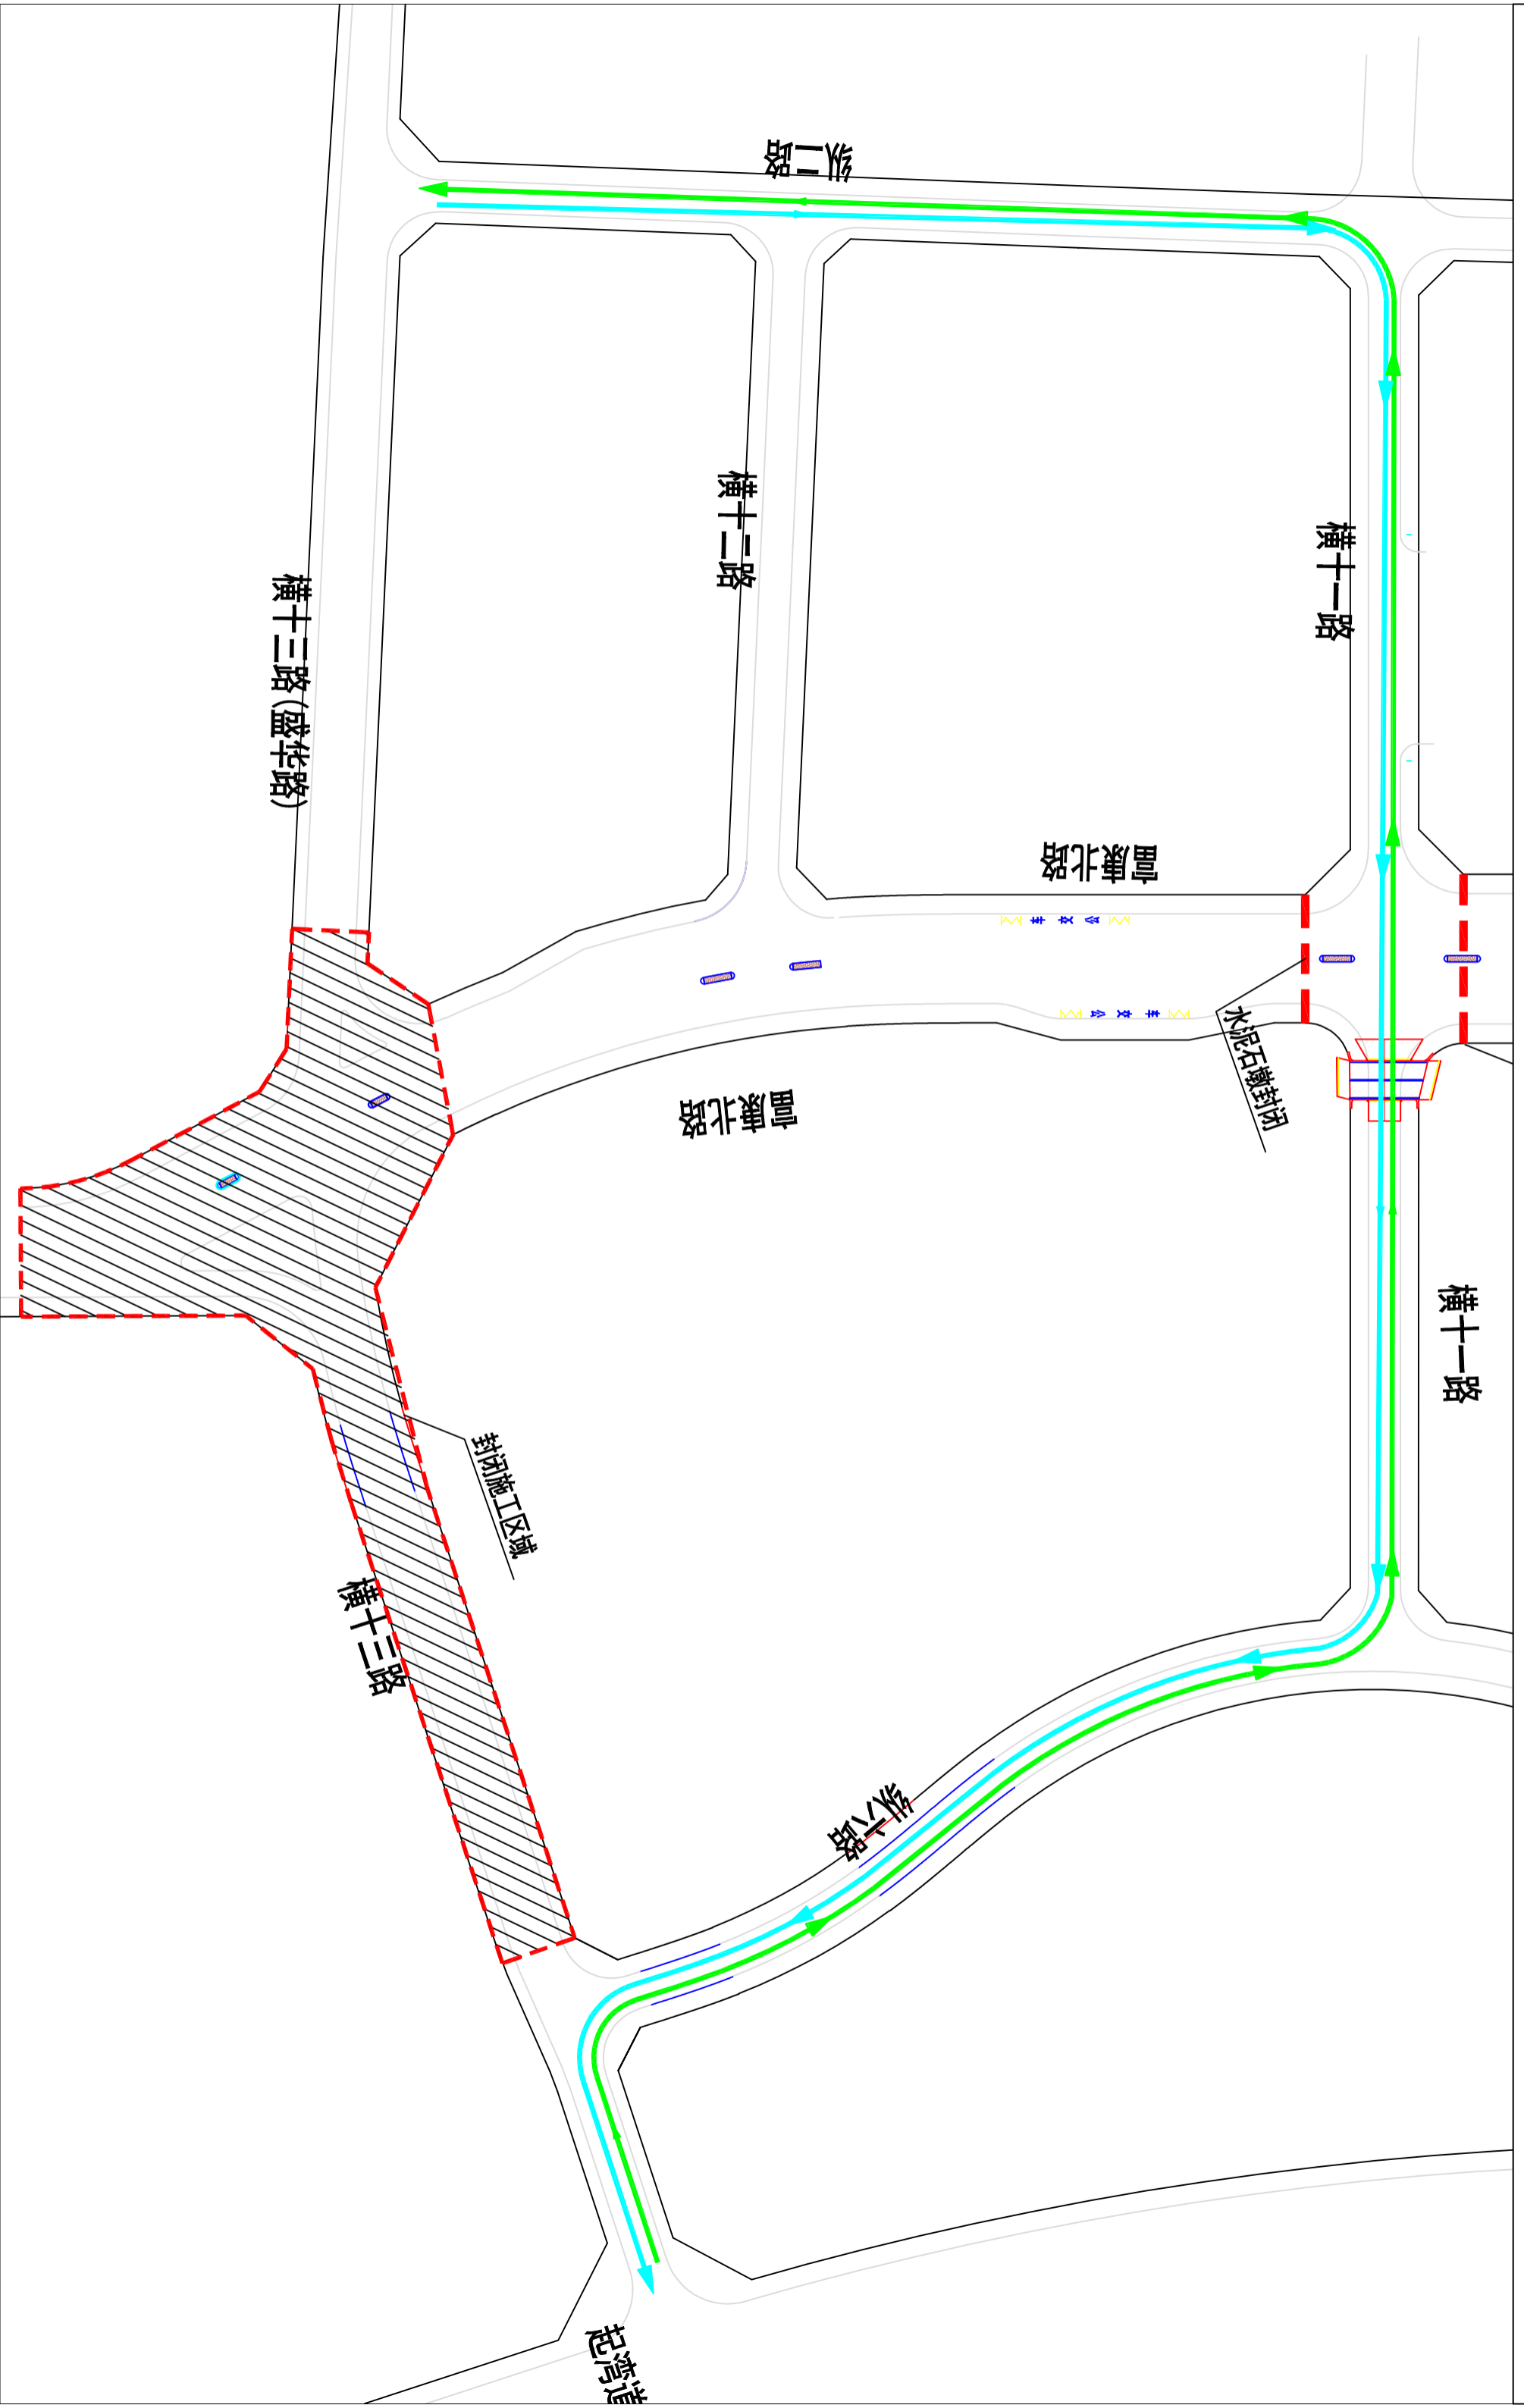 纵二路
横十二路
横十一路
横十三路(盛华路)
富康北路
水泥石墩封闭
富康北路
横十一路
封闭施工区域
横十三路
纵六路
起湾道